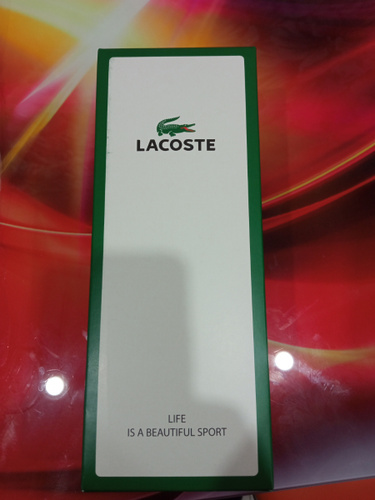 LACOSTE
LIFE
IS A BEAUTIFUL SPORT